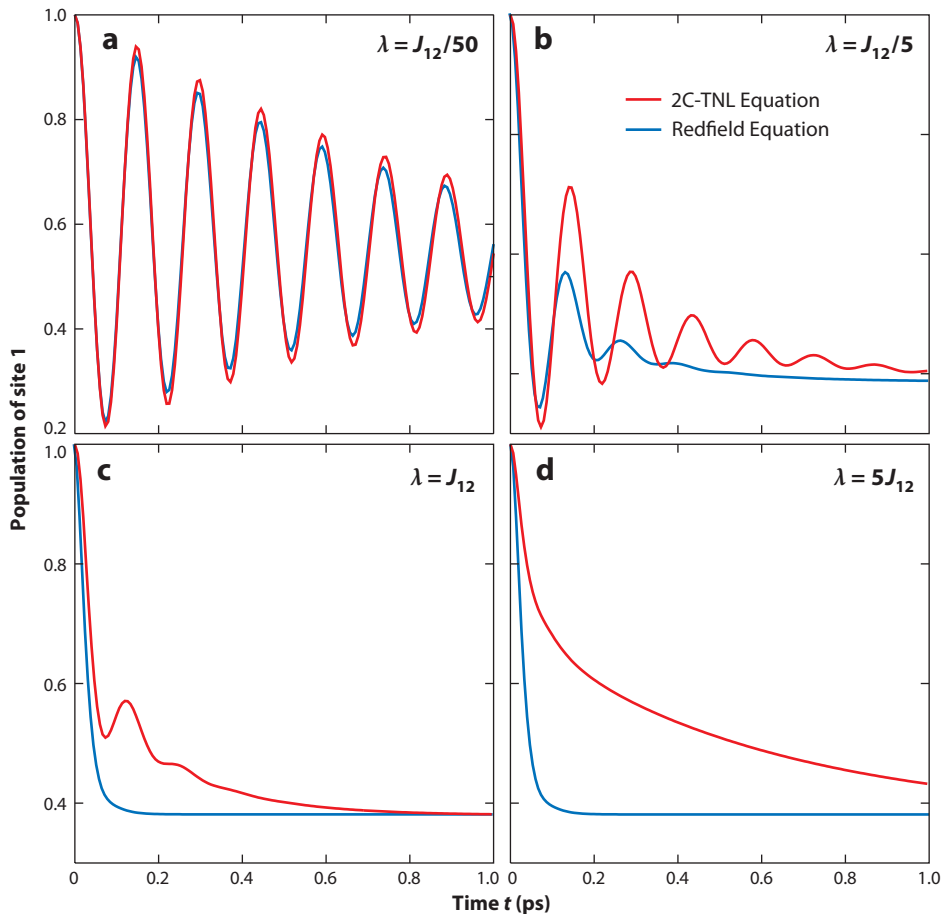 a
λ = J₁₂/50
b
λ = J₁₂/5
2C-TNL Equation
Redfield Equation
1.0
0.8
0.6
0.4
0.2
c
λ = J₁₂
d
λ = 5J₁₂
1.0
0.8
0.6
0.4
0 0.2 0.4 0.6 0.8 1.0
0 0.2 0.4 0.6 0.8 1.0
Population of site 1
Time t (ps)